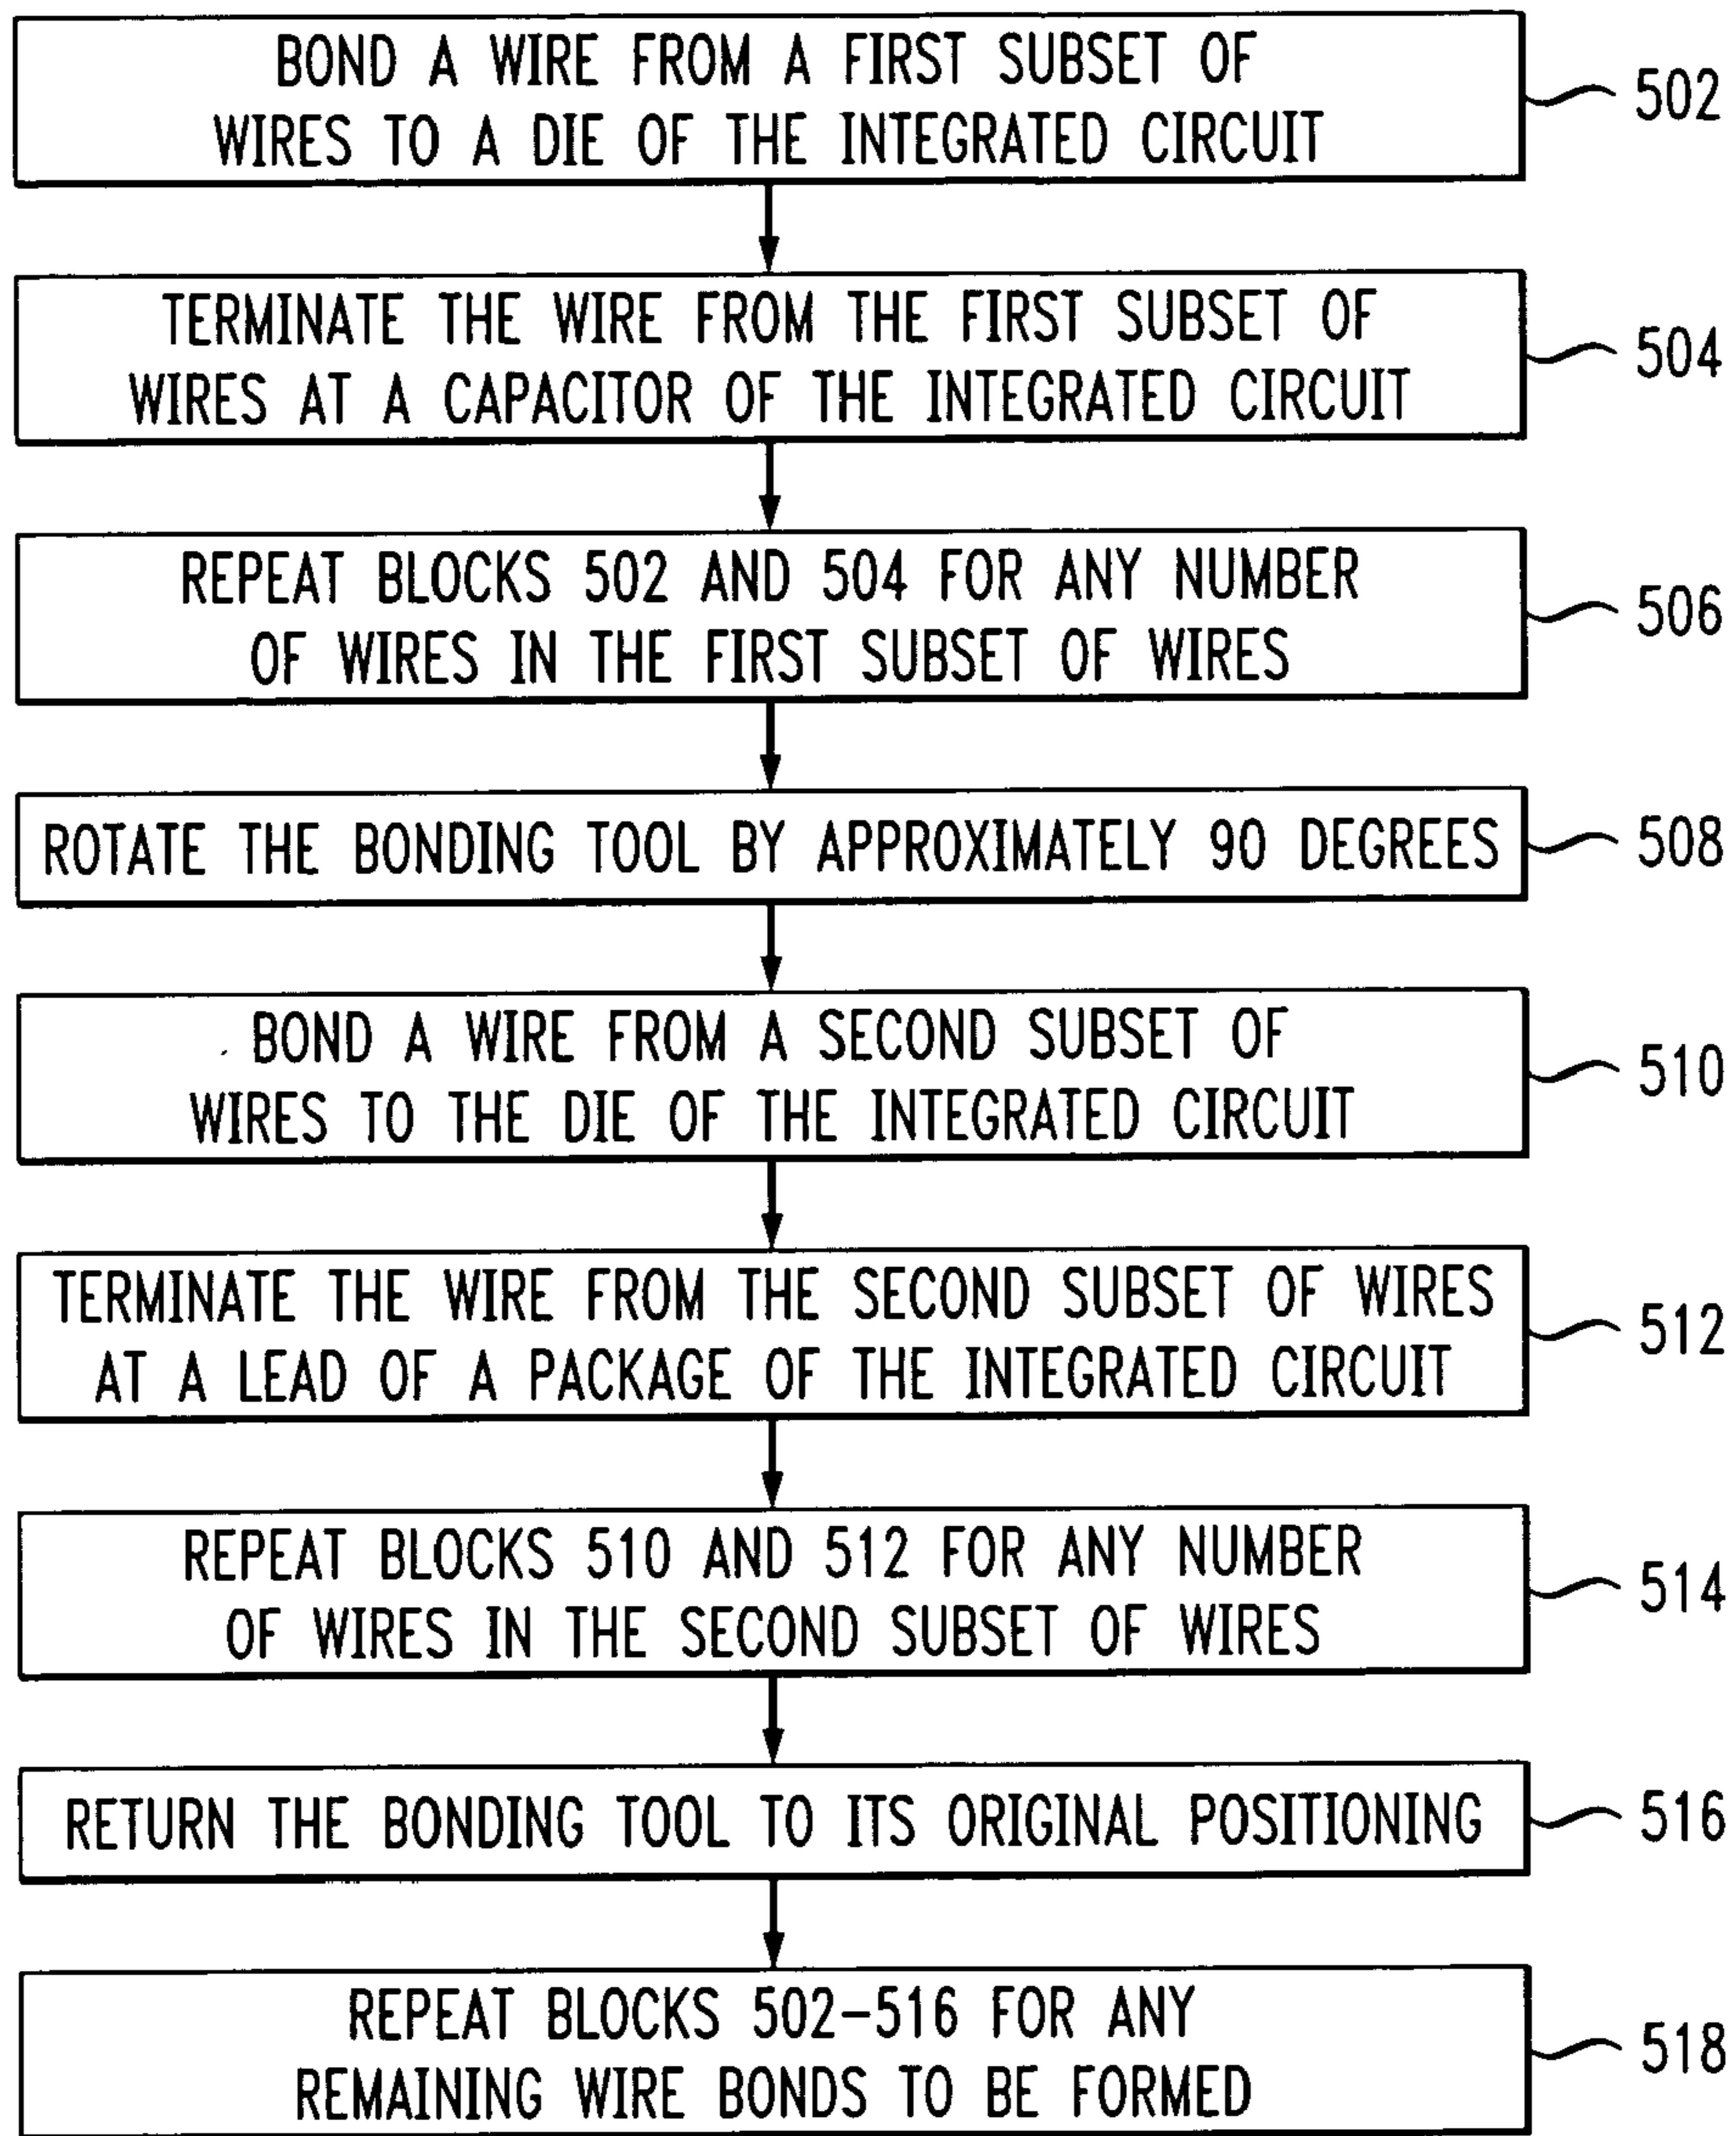 BOND A WIRE FROM A FIRST SUBSET OF
WIRES TO A DIE OF THE INTEGRATED CIRCUIT
502
TERMINATE THE WIRE FROM THE FIRST SUBSET OF
WIRES AT A CAPACITOR OF THE INTEGRATED CIRCUIT
504
REPEAT BLOCKS 502 AND 504 FOR ANY NUMBER
OF WIRES IN THE FIRST SUBSET OF WIRES
506
ROTATE THE BONDING TOOL BY APPROXIMATELY 90 DEGREES
508
BOND A WIRE FROM A SECOND SUBSET OF
WIRES TO THE DIE OF THE INTEGRATED CIRCUIT
510
TERMINATE THE WIRE FROM THE SECOND SUBSET OF WIRES
AT A LEAD OF A PACKAGE OF THE INTEGRATED CIRCUIT
512
REPEAT BLOCKS 510 AND 512 FOR ANY NUMBER
OF WIRES IN THE SECOND SUBSET OF WIRES
514
RETURN THE BONDING TOOL TO ITS ORIGINAL POSITIONING
516
REPEAT BLOCKS 502-516 FOR ANY
REMAINING WIRE BONDS TO BE FORMED
518